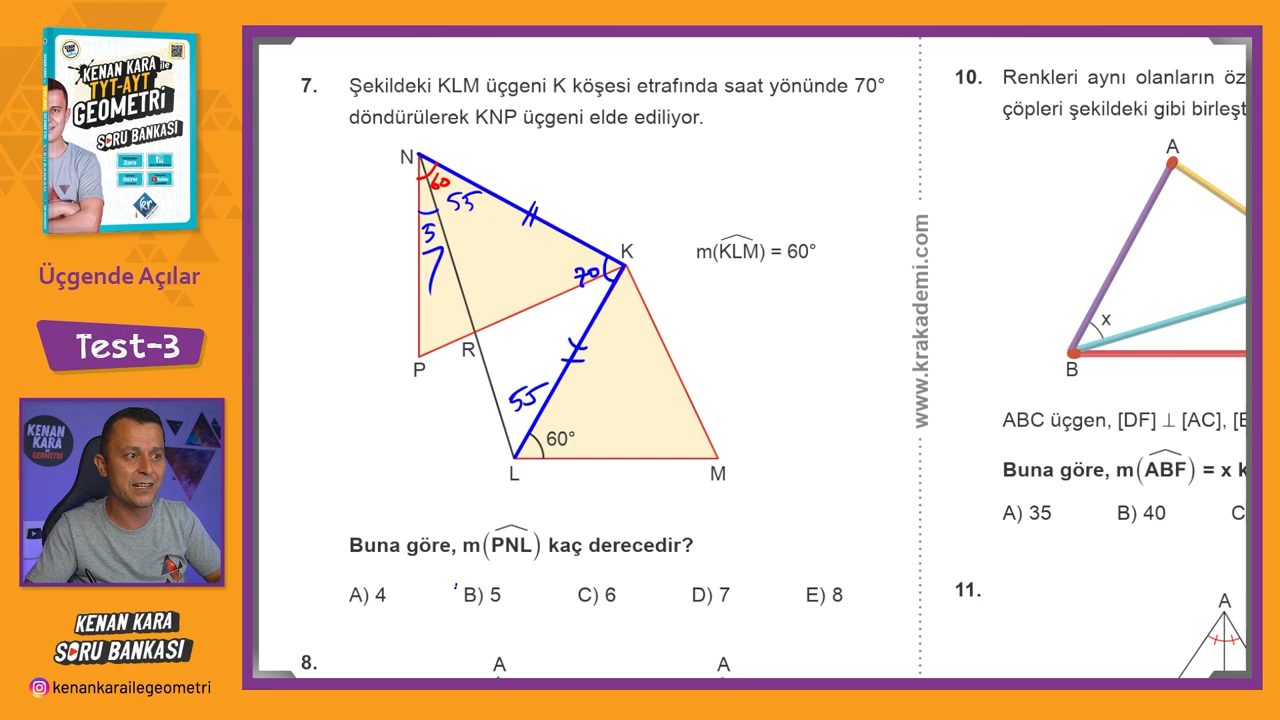 KENAN KARA ile
TYT-AYT
GEOMETRİ
SORU BANKASI
Üçgende Açılar
Test-3
KENAN
KARA
GEOMETRİ
KENAN KARA
SORU BANKASI
kenankarailegeometri
7. Şekildeki KLM üçgeni K köşesi etrafında saat yönünde 70°
döndürülerek KNP üçgeni elde ediliyor.
N
60
55
5
K
70
m(KLM) = 60°
P
R
55
60°
L
M
Buna göre, m(PNL) kaç derecedir?
A) 4 B) 5 C) 6 D) 7 E) 8
8.
A
A
www.krakademi.com
10. Renkleri aynı olanların öz
çöpleri şekildeki gibi birleşt
A
x
B
ABC üçgen, [DF] ⊥ [AC], [E
Buna göre, m(ABF) = x k
A) 35 B) 40 C
11.
A